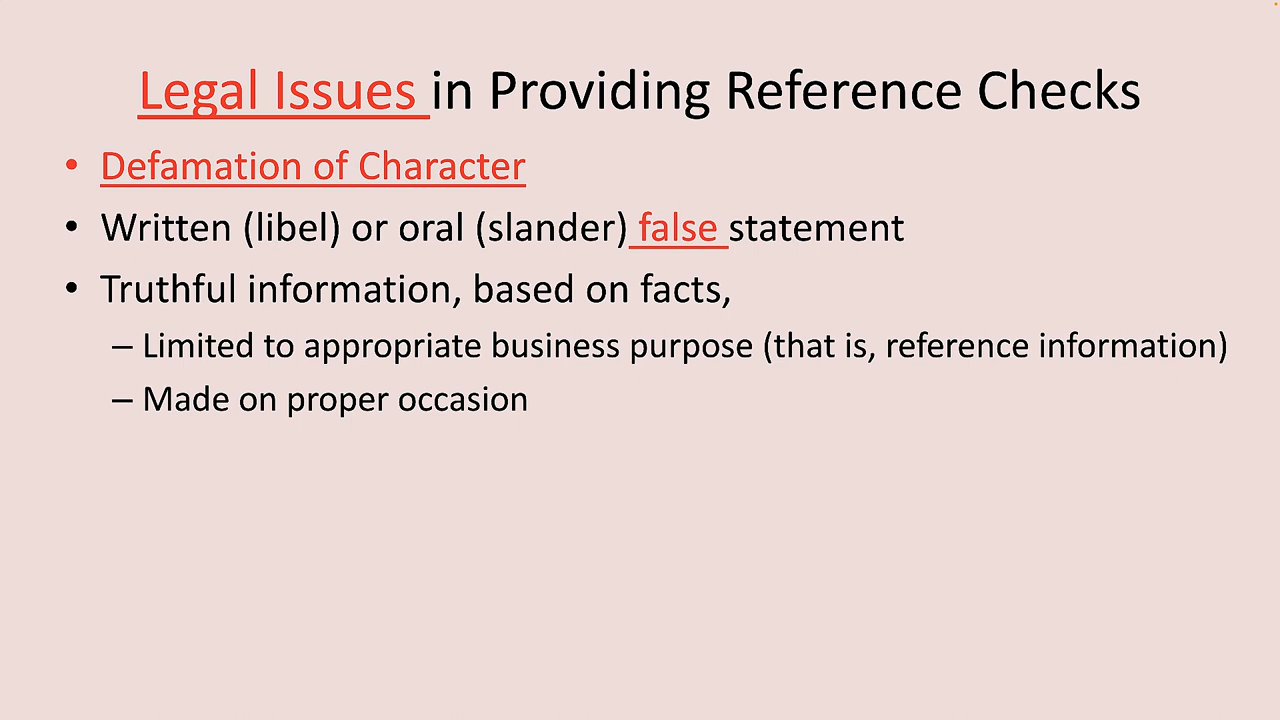 Legal Issues in Providing Reference Checks
• Defamation of Character
• Written (libel) or oral (slander) false statement
• Truthful information, based on facts,
– Limited to appropriate business purpose (that is, reference information)
– Made on proper occasion